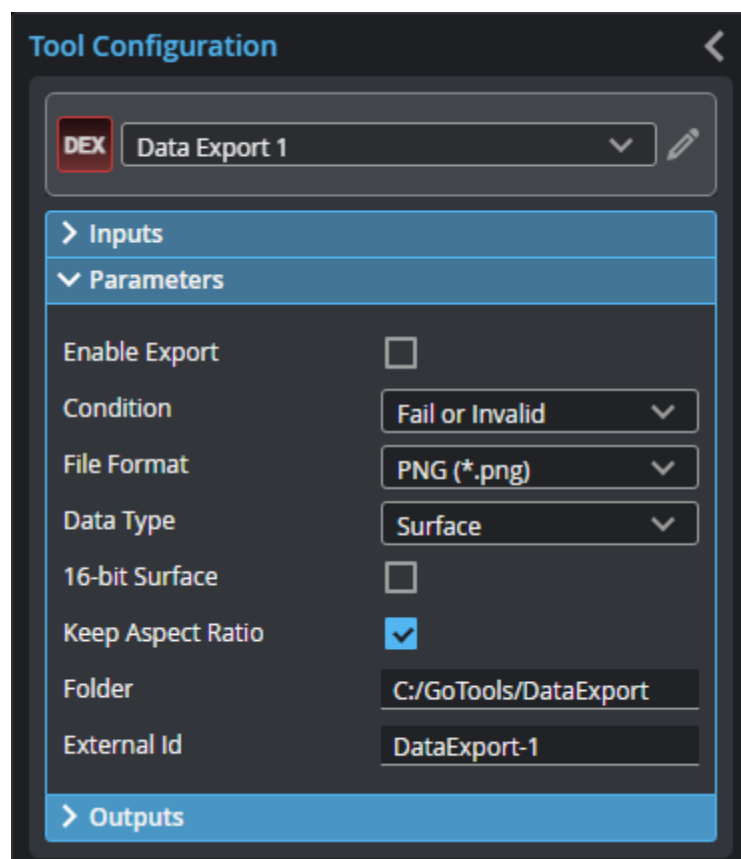 Tool Configuration
DEX Data Export 1
Inputs
Parameters
Enable Export
Condition Fail or Invalid
File Format PNG (*.png)
Data Type Surface
16-bit Surface
Keep Aspect Ratio
Folder C:/GoTools/DataExport
External Id DataExport-1
Outputs